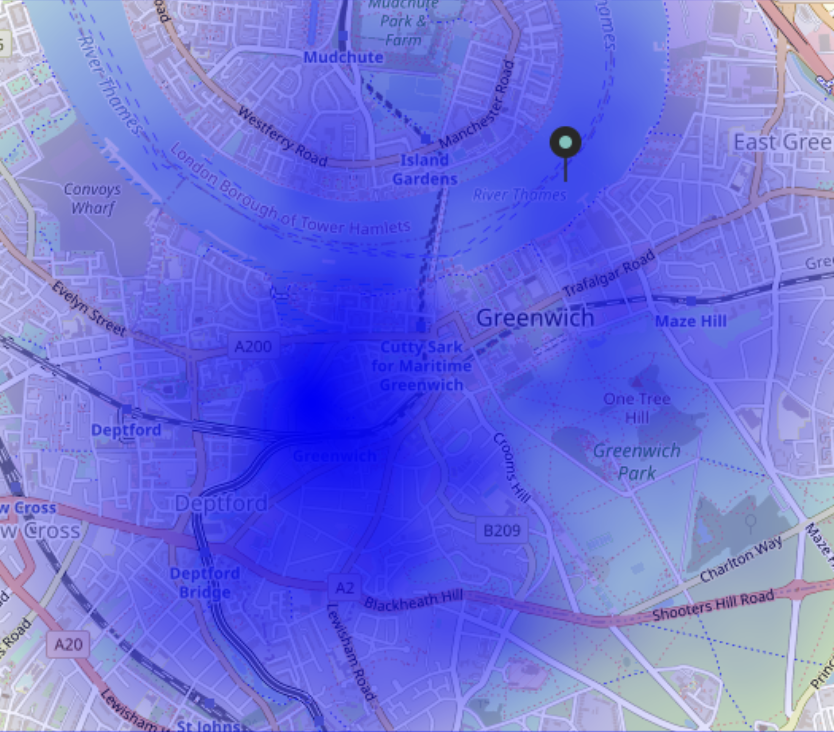 Mudchute
Park &
Farm
Mudchute
River Thames
Westferry Road
Manchester Road
Island
Gardens
River Thames
East Gree
Convoys
Wharf
London Borough of Tower Hamlets
Trafalgar Road
Evelyn Street
Greenwich
Maze Hill
A200
Cutty Sark
for Maritime
Greenwich
One Tree
Hill
Deptford
Greenwich
Crooms Hill
Greenwich
Park
Deptford
w Cross
w Cross
B209
Charlton Way
Deptford
Bridge
A2
Blackheath Hill
Shooters Hill Road
A20
Lewisham Road
St Johns